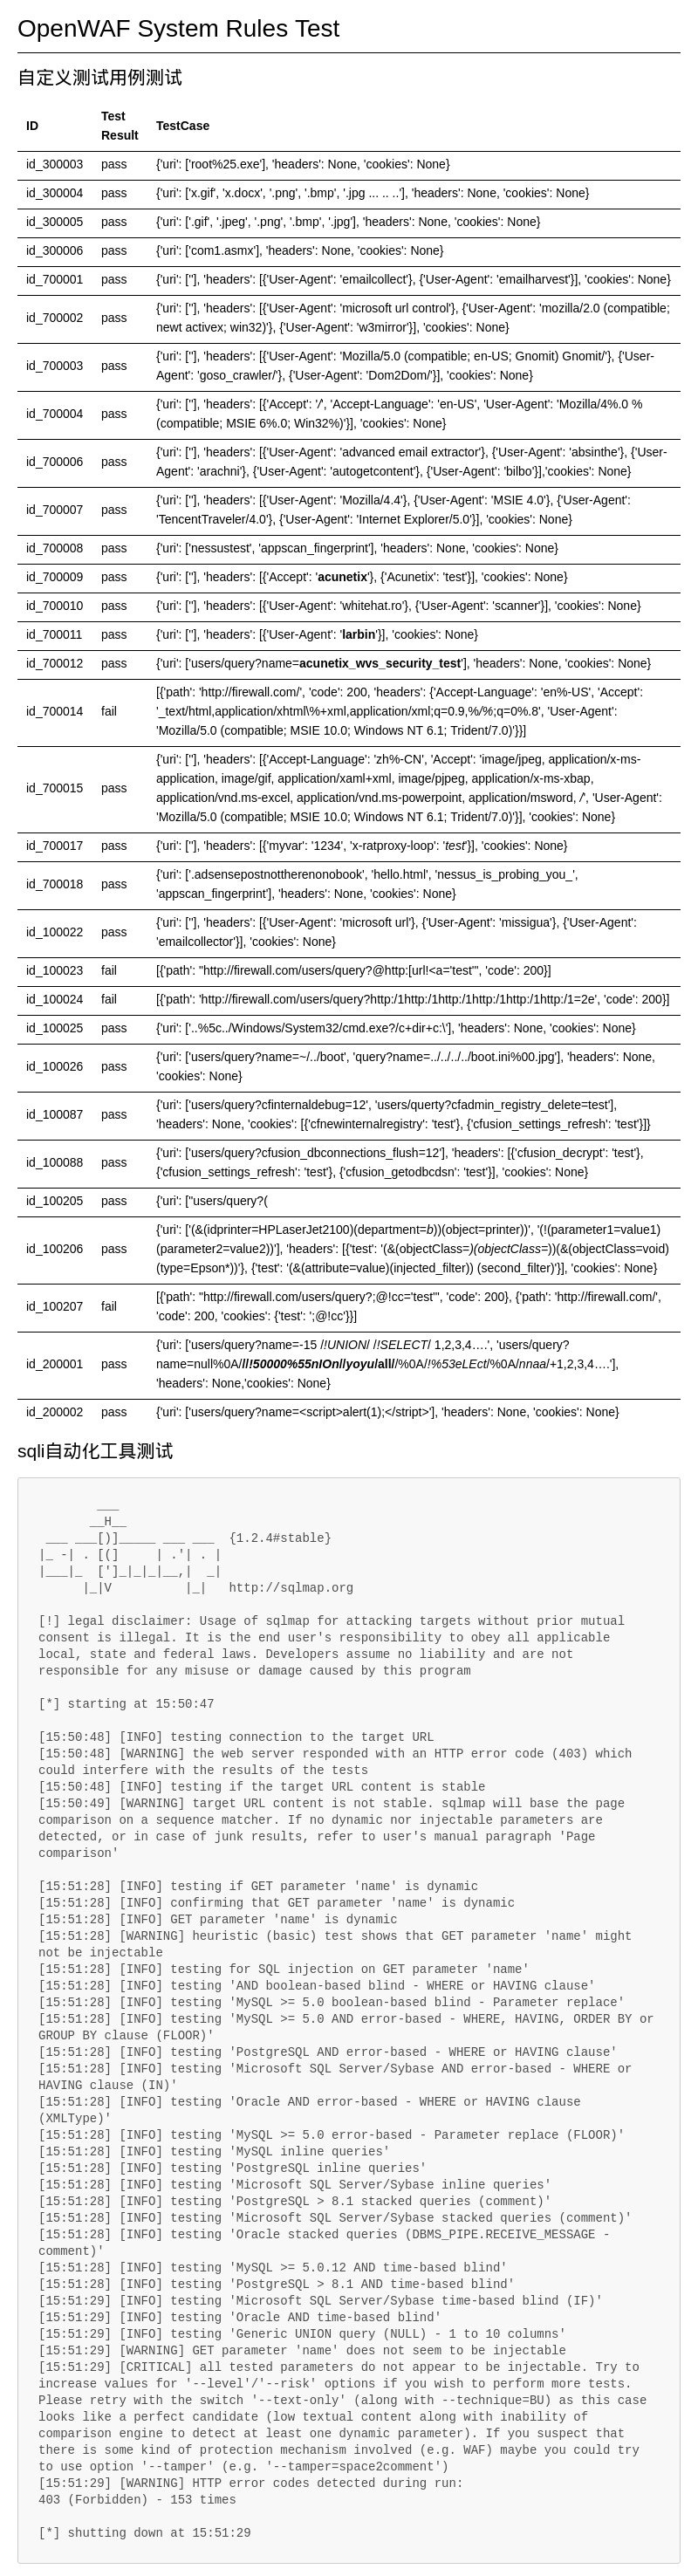 OpenWAF System Rules Test
自定义测试用例测试
ID Test Result TestCase
id_300003 pass {'uri': ['root%25.exe'], 'headers': None, 'cookies': None}
id_300004 pass {'uri': ['x.gif', 'x.docx', '.png', '.bmp', '.jpg ... .. ..'], 'headers': None, 'cookies': None}
id_300005 pass {'uri': ['.gif', '.jpeg', '.png', '.bmp', '.jpg'], 'headers': None, 'cookies': None}
id_300006 pass {'uri': ['com1.asmx'], 'headers': None, 'cookies': None}
id_700001 pass {'uri': [''], 'headers': [{'User-Agent': 'emailcollect'}, {'User-Agent': 'emailharvest'}], 'cookies': None}
id_700002 pass {'uri': [''], 'headers': [{'User-Agent': 'microsoft url control'}, {'User-Agent': 'mozilla/2.0 (compatible;
newt activex; win32)'}, {'User-Agent': 'w3mirror'}], 'cookies': None}
id_700003 pass {'uri': [''], 'headers': [{'User-Agent': 'Mozilla/5.0 (compatible; en-US; Gnomit) Gnomit/'}, {'User-
Agent': 'goso_crawler/'}, {'User-Agent': 'Dom2Dom/'}], 'cookies': None}
id_700004 pass {'uri': [''], 'headers': [{'Accept': '/', 'Accept-Language': 'en-US', 'User-Agent': 'Mozilla/4%.0 %
(compatible; MSIE 6%.0; Win32%)'}], 'cookies': None}
id_700006 pass {'uri': [''], 'headers': [{'User-Agent': 'advanced email extractor'}, {'User-Agent': 'absinthe'}, {'User-
Agent': 'arachni'}, {'User-Agent': 'autogetcontent'}, {'User-Agent': 'bilbo'}],'cookies': None}
id_700007 pass {'uri': [''], 'headers': [{'User-Agent': 'Mozilla/4.4'}, {'User-Agent': 'MSIE 4.0'}, {'User-Agent':
'TencentTraveler/4.0'}, {'User-Agent': 'Internet Explorer/5.0'}], 'cookies': None}
id_700008 pass {'uri': ['nessustest', 'appscan_fingerprint'], 'headers': None, 'cookies': None}
id_700009 pass {'uri': [''], 'headers': [{'Accept': 'acunetix'}, {'Acunetix': 'test'}], 'cookies': None}
id_700010 pass {'uri': [''], 'headers': [{'User-Agent': 'whitehat.ro'}, {'User-Agent': 'scanner'}], 'cookies': None}
id_700011 pass {'uri': [''], 'headers': [{'User-Agent': 'larbin'}], 'cookies': None}
id_700012 pass {'uri': ['users/query?name=acunetix_wvs_security_test'], 'headers': None, 'cookies': None}
id_700014 fail [{'path': 'http://firewall.com/', 'code': 200, 'headers': {'Accept-Language': 'en%-US', 'Accept':
'_text/html,application/xhtml\%+xml,application/xml;q=0.9,%/%;q=0%.8', 'User-Agent':
'Mozilla/5.0 (compatible; MSIE 10.0; Windows NT 6.1; Trident/7.0)'}}]
id_700015 pass {'uri': [''], 'headers': [{'Accept-Language': 'zh%-CN', 'Accept': 'image/jpeg, application/x-ms-
application, image/gif, application/xaml+xml, image/pjpeg, application/x-ms-xbap,
application/vnd.ms-excel, application/vnd.ms-powerpoint, application/msword, /', 'User-Agent':
'Mozilla/5.0 (compatible; MSIE 10.0; Windows NT 6.1; Trident/7.0)'}], 'cookies': None}
id_700017 pass {'uri': [''], 'headers': [{'myvar': '1234', 'x-ratproxy-loop': 'test'}], 'cookies': None}
id_700018 pass {'uri': ['.adsensepostnottherenonobook', 'hello.html', 'nessus_is_probing_you_',
'appscan_fingerprint'], 'headers': None, 'cookies': None}
id_100022 pass {'uri': [''], 'headers': [{'User-Agent': 'microsoft url'}, {'User-Agent': 'missigua'}, {'User-Agent':
'emailcollector'}], 'cookies': None}
id_100023 fail [{'path': "http://firewall.com/users/query?@http:[url!<a='test'", 'code': 200}]
id_100024 fail [{'path': 'http://firewall.com/users/query?http:/1http:/1http:/1http:/1http:/1http:/1=2e', 'code': 200}]
id_100025 pass {'uri': ['..%5c../Windows/System32/cmd.exe?/c+dir+c:\'], 'headers': None, 'cookies': None}
id_100026 pass {'uri': ['users/query?name=~/../boot', 'query?name=../../../../boot.ini%00.jpg'], 'headers': None,
'cookies': None}
id_100087 pass {'uri': ['users/query?cfinternaldebug=12', 'users/querty?cfadmin_registry_delete=test'],
'headers': None, 'cookies': [{'cfnewinternalregistry': 'test'}, {'cfusion_settings_refresh': 'test'}]}
id_100088 pass {'uri': ['users/query?cfusion_dbconnections_flush=12'], 'headers': [{'cfusion_decrypt': 'test'},
{'cfusion_settings_refresh': 'test'}, {'cfusion_getodbcdsn': 'test'}], 'cookies': None}
id_100205 pass {'uri': ["users/query?(
id_100206 pass {'uri': ['(&(idprinter=HPLaserJet2100)(department=b))(object=printer))', '(!(parameter1=value1)
(parameter2=value2))'], 'headers': [{'test': '(&(objectClass=)(objectClass=))(&(objectClass=void)
(type=Epson*))'}, {'test': '(&(attribute=value)(injected_filter)) (second_filter)'}], 'cookies': None}
id_100207 fail [{'path': "http://firewall.com/users/query?;@!cc='test'", 'code': 200}, {'path': 'http://firewall.com/',
'code': 200, 'cookies': {'test': ';@!cc'}}]
id_200001 pass {'uri': ['users/query?name=-15 /!UNION/ /!SELECT/ 1,2,3,4….', 'users/query?
name=null%0A/I/!50000%55nIOn/I/yoyu/all//%0A/!%53eLEct/%0A/nnaa/+1,2,3,4….'],
'headers': None,'cookies': None}
id_200002 pass {'uri': ['users/query?name=<script>alert(1);</stript>'], 'headers': None, 'cookies': None}
sqli自动化工具测试
        ___
       __H__
 ___ ___[)]_____ ___ ___  {1.2.4#stable}
|_ -| . [(]     | .'| . |
|___|_  [']_|_|_|__,|  _|
      |_|V          |_|   http://sqlmap.org
[!] legal disclaimer: Usage of sqlmap for attacking targets without prior mutual
consent is illegal. It is the end user's responsibility to obey all applicable
local, state and federal laws. Developers assume no liability and are not
responsible for any misuse or damage caused by this program
[*] starting at 15:50:47
[15:50:48] [INFO] testing connection to the target URL
[15:50:48] [WARNING] the web server responded with an HTTP error code (403) which
could interfere with the results of the tests
[15:50:48] [INFO] testing if the target URL content is stable
[15:50:49] [WARNING] target URL content is not stable. sqlmap will base the page
comparison on a sequence matcher. If no dynamic nor injectable parameters are
detected, or in case of junk results, refer to user's manual paragraph 'Page
comparison'
[15:51:28] [INFO] testing if GET parameter 'name' is dynamic
[15:51:28] [INFO] confirming that GET parameter 'name' is dynamic
[15:51:28] [INFO] GET parameter 'name' is dynamic
[15:51:28] [WARNING] heuristic (basic) test shows that GET parameter 'name' might
not be injectable
[15:51:28] [INFO] testing for SQL injection on GET parameter 'name'
[15:51:28] [INFO] testing 'AND boolean-based blind - WHERE or HAVING clause'
[15:51:28] [INFO] testing 'MySQL >= 5.0 boolean-based blind - Parameter replace'
[15:51:28] [INFO] testing 'MySQL >= 5.0 AND error-based - WHERE, HAVING, ORDER BY or
GROUP BY clause (FLOOR)'
[15:51:28] [INFO] testing 'PostgreSQL AND error-based - WHERE or HAVING clause'
[15:51:28] [INFO] testing 'Microsoft SQL Server/Sybase AND error-based - WHERE or
HAVING clause (IN)'
[15:51:28] [INFO] testing 'Oracle AND error-based - WHERE or HAVING clause
(XMLType)'
[15:51:28] [INFO] testing 'MySQL >= 5.0 error-based - Parameter replace (FLOOR)'
[15:51:28] [INFO] testing 'MySQL inline queries'
[15:51:28] [INFO] testing 'PostgreSQL inline queries'
[15:51:28] [INFO] testing 'Microsoft SQL Server/Sybase inline queries'
[15:51:28] [INFO] testing 'PostgreSQL > 8.1 stacked queries (comment)'
[15:51:28] [INFO] testing 'Microsoft SQL Server/Sybase stacked queries (comment)'
[15:51:28] [INFO] testing 'Oracle stacked queries (DBMS_PIPE.RECEIVE_MESSAGE -
comment)'
[15:51:28] [INFO] testing 'MySQL >= 5.0.12 AND time-based blind'
[15:51:28] [INFO] testing 'PostgreSQL > 8.1 AND time-based blind'
[15:51:29] [INFO] testing 'Microsoft SQL Server/Sybase time-based blind (IF)'
[15:51:29] [INFO] testing 'Oracle AND time-based blind'
[15:51:29] [INFO] testing 'Generic UNION query (NULL) - 1 to 10 columns'
[15:51:29] [WARNING] GET parameter 'name' does not seem to be injectable
[15:51:29] [CRITICAL] all tested parameters do not appear to be injectable. Try to
increase values for '--level'/'--risk' options if you wish to perform more tests.
Please retry with the switch '--text-only' (along with --technique=BU) as this case
looks like a perfect candidate (low textual content along with inability of
comparison engine to detect at least one dynamic parameter). If you suspect that
there is some kind of protection mechanism involved (e.g. WAF) maybe you could try
to use option '--tamper' (e.g. '--tamper=space2comment')
[15:51:29] [WARNING] HTTP error codes detected during run:
403 (Forbidden) - 153 times
[*] shutting down at 15:51:29